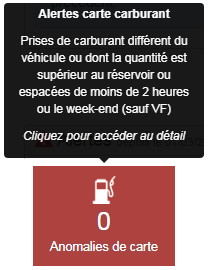 Alertes carte carburant
Prises de carburant différent du
véhicule ou dont la quantité est
supérieur au réservoir ou
espacées de moins de 2 heures
ou le week-end (sauf VF)
Cliquez pour accéder au détail
0
Anomalies de carte